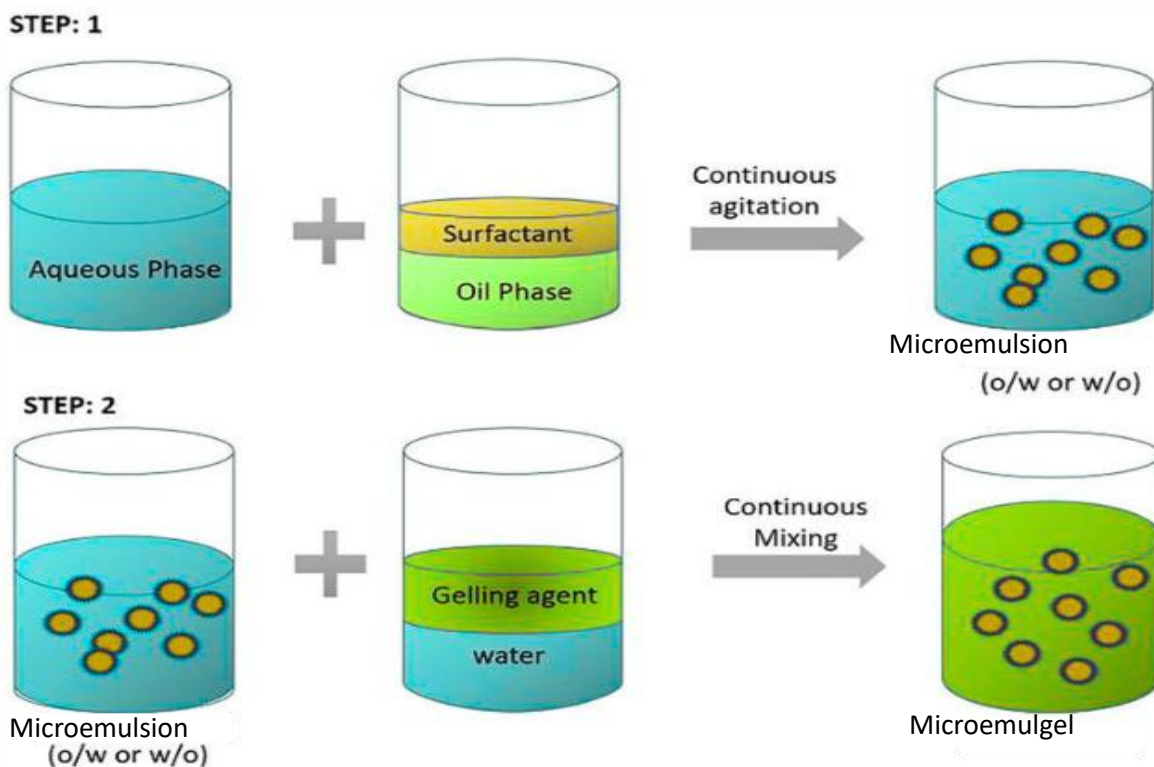 STEP: 1
Aqueous Phase
Surfactant
Oil Phase
Continuous
agitation
Microemulsion
(o/w or w/o)
STEP: 2
Gelling agent
water
Continuous
Mixing
Microemulsion
(o/w or w/o)
Microemulgel